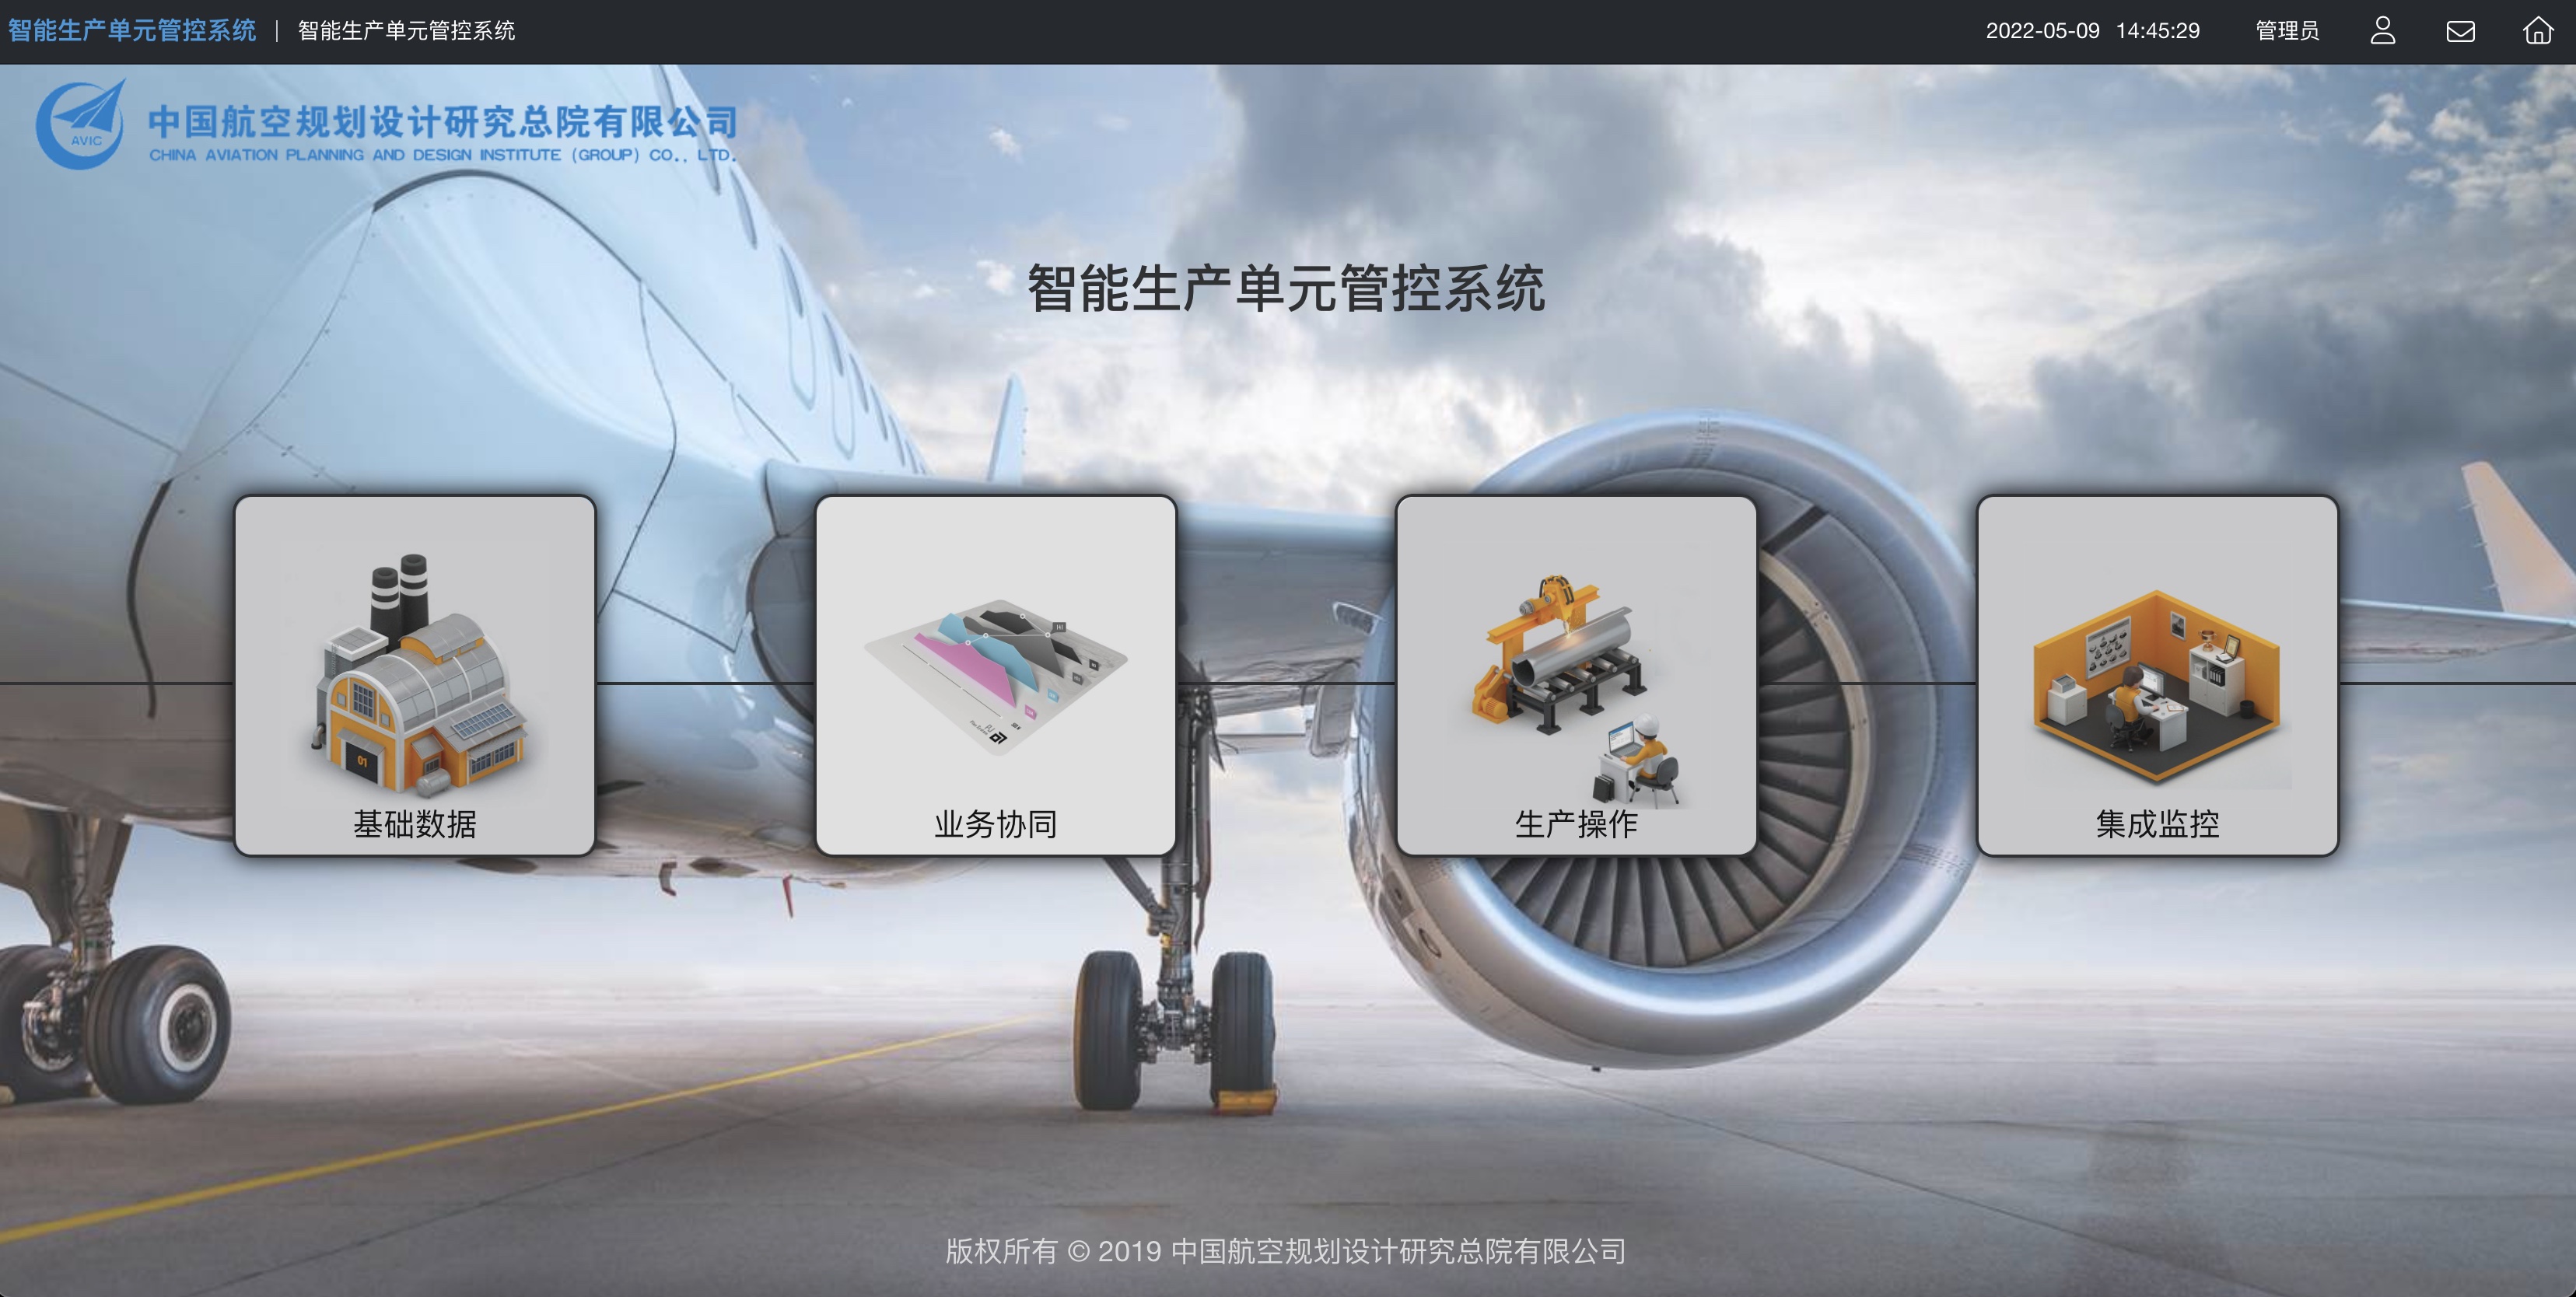 智能生产单元管控系统 | 智能生产单元管控系统
2022-05-09 14:45:29 管理员
AVIC
中国航空规划设计研究总院有限公司
CHINA AVIATION PLANNING AND DESIGN INSTITUTE (GROUP) CO., LTD.
智能生产单元管控系统
01
基础数据
业务协同
生产操作
集成监控
版权所有 © 2019 中国航空规划设计研究总院有限公司